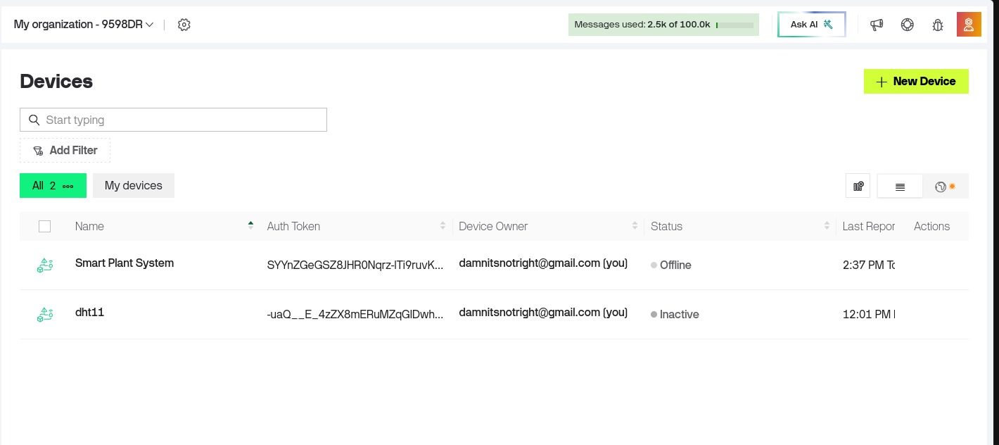 My organization - 9598DR
Messages used: 2.5k of 100.0k
Ask AI
Devices
New Device
Start typing
Add Filter
All 2
My devices
Name Auth Token Device Owner Status Last Repor Actions
Smart Plant System SYYnZGeGSZ8JHR0Nqrz-lTi9ruvK... damnitsnotright@gmail.com (you) Offline 2:37 PM To
dht11 -uaQ__E_4zZX8mERuMZqGlDwh... damnitsnotright@gmail.com (you) Inactive 12:01 PM